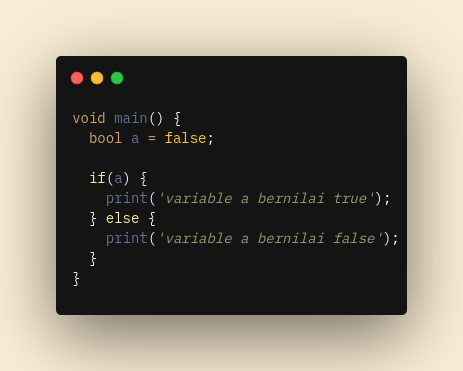 void main() {
  bool a = false;

  if(a) {
    print('variable a bernilai true');
  } else {
    print('variable a bernilai false');
  }
}